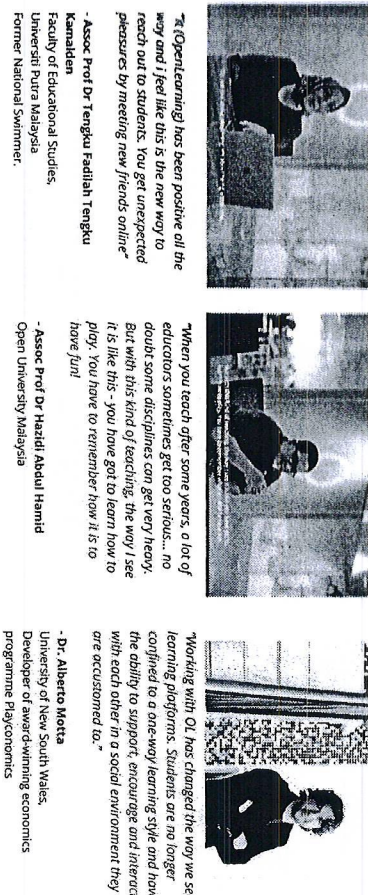 "It (OpenLearning) has been positive all the
way and I feel like this is the new way to
reach out to students. You get unexpected
pleasures by meeting new friends online"
- Assoc Prof Dr Tengku Fadilah Tengku
Kamalden
Faculty of Educational Studies,
Universiti Putra Malaysia
Former National Swimmer.
"When you teach after some years, a lot of
educators sometimes get too serious... no
doubt some disciplines can get very heavy.
But with this kind of teaching, the way I see
it is like this - you have got to learn how to
play. You have to remember how it is to
have fun!
- Assoc Prof Dr Hazidi Abdul Hamid
Open University Malaysia
"Working with OL has changed the way we se
learning platforms. Students are no longer
confined to a one-way learning style and hav
the ability to support, encourage and interac
with each other in a social environment they
are accustomed to."
- Dr. Alberto Motta
University of New South Wales,
Developer of award-winning economics
programme Playconomics